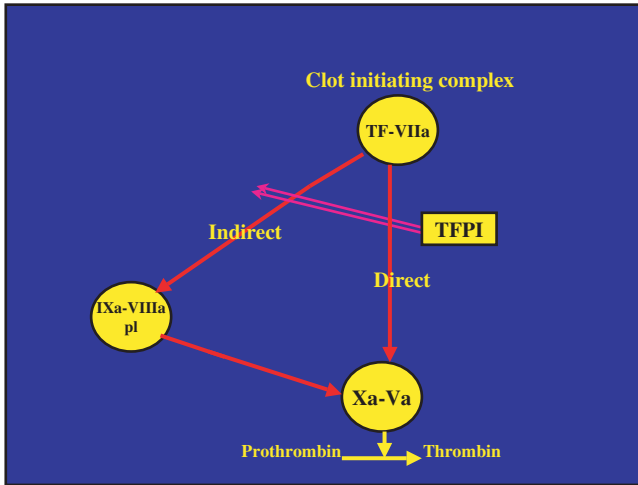 Clot initiating complex
TF-VIIa
TFPI
Indirect
Direct
IXa-VIIIa
pl
Xa-Va
Prothrombin
Thrombin